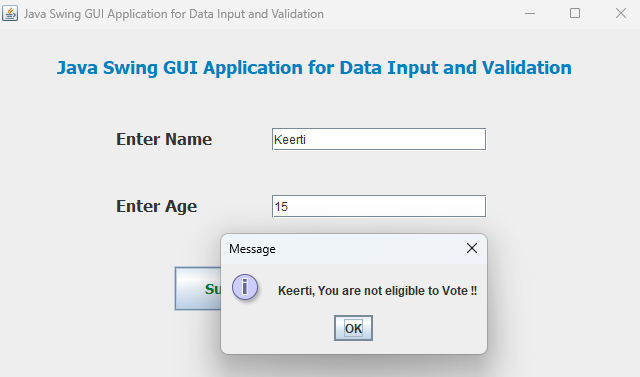 Java Swing GUI Application for Data Input and Validation
Java Swing GUI Application for Data Input and Validation
Enter Name
Keerti
Enter Age
15
Message
Keerti, You are not eligible to Vote !!
OK